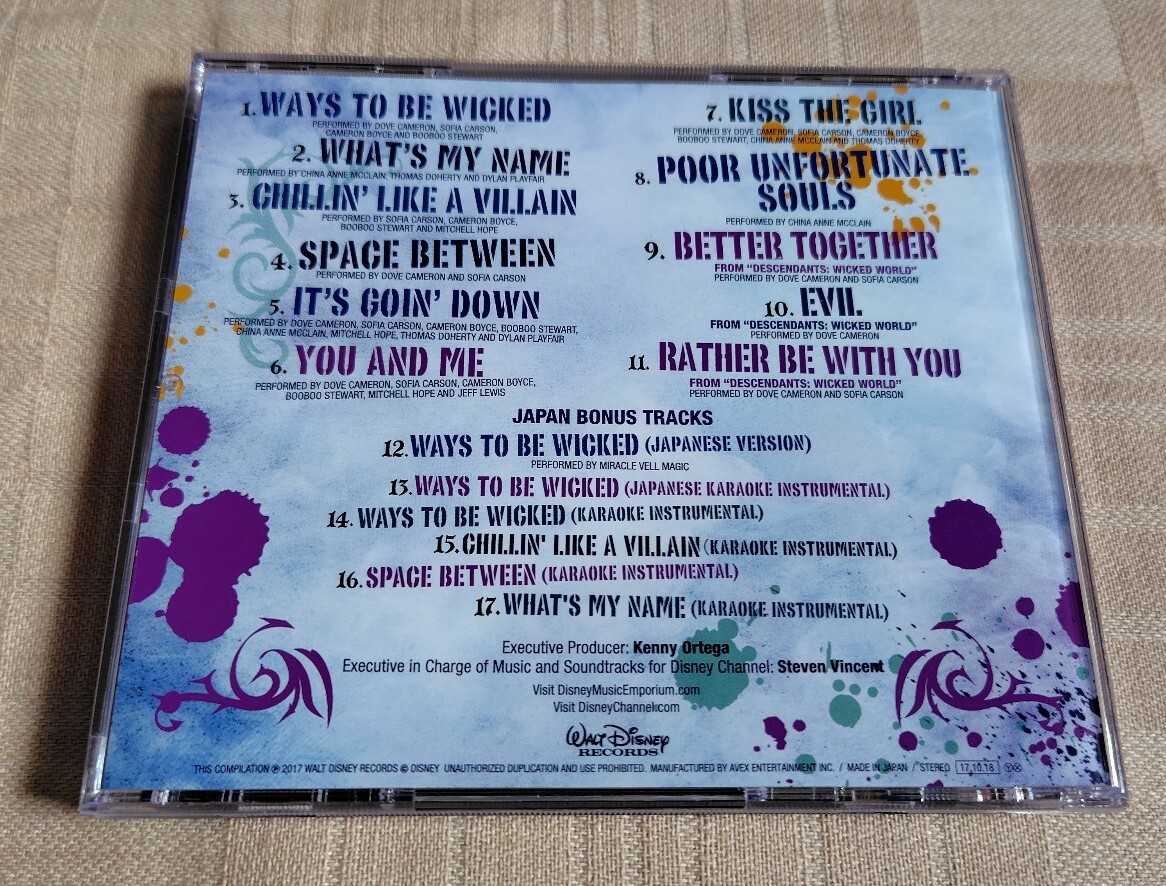 1. WAYS TO BE WICKED
PERFORMED BY DOVE CAMERON, SOFIA CARSON,
CAMERON BOYCE AND BOOBOO STEWART
2. WHAT'S MY NAME
PERFORMED BY CHINA ANNE MCCLAIN, THOMAS DOHERTY AND DYLAN PLAYFAIR
3. CHILLIN' LIKE A VILLAIN
PERFORMED BY SOFIA CARSON, CAMERON BOYCE,
BOOBOO STEWART AND MITCHELL HOPE
4. SPACE BETWEEN
PERFORMED BY DOVE CAMERON AND SOFIA CARSON
5. IT'S GOIN' DOWN
PERFORMED BY DOVE CAMERON, SOFIA CARSON, CAMERON BOYCE, BOOBOO STEWART,
CHINA ANNE MCCLAIN, MITCHELL HOPE, THOMAS DOHERTY AND DYLAN PLAYFAIR
6. YOU AND ME
PERFORMED BY DOVE CAMERON, SOFIA CARSON, CAMERON BOYCE,
BOOBOO STEWART, MITCHELL HOPE AND JEFF LEWIS
7. KISS THE GIRL
PERFORMED BY DOVE CAMERON, SOFIA CARSON, CAMERON BOYCE,
BOOBOO STEWART, CHINA ANNE MCCLAIN AND THOMAS DOHERTY
8. POOR UNFORTUNATE
SOULS
PERFORMED BY CHINA ANNE MCCLAIN
9. BETTER TOGETHER
FROM "DESCENDANTS: WICKED WORLD"
PERFORMED BY DOVE CAMERON AND SOFIA CARSON
10. EVIL
FROM "DESCENDANTS: WICKED WORLD"
PERFORMED BY DOVE CAMERON
11. RATHER BE WITH YOU
FROM "DESCENDANTS: WICKED WORLD"
PERFORMED BY DOVE CAMERON AND SOFIA CARSON
JAPAN BONUS TRACKS
12. WAYS TO BE WICKED (JAPANESE VERSION)
PERFORMED BY MIRACLE VELL MAGIC
13. WAYS TO BE WICKED (JAPANESE KARAOKE INSTRUMENTAL)
14. WAYS TO BE WICKED (KARAOKE INSTRUMENTAL)
15. CHILLIN' LIKE A VILLAIN (KARAOKE INSTRUMENTAL)
16. SPACE BETWEEN (KARAOKE INSTRUMENTAL)
17. WHAT'S MY NAME (KARAOKE INSTRUMENTAL)
Executive Producer: Kenny Ortega
Executive in Charge of Music and Soundtracks for Disney Channel: Steven Vincent
Visit DisneyMusicEmporium.com
Visit DisneyChannel.com
WALT DISNEY
RECORDS
THIS COMPILATION ℗ 2017 WALT DISNEY RECORDS © DISNEY UNAUTHORIZED DUPLICATION AND USE PROHIBITED. MANUFACTURED BY AVEX ENTERTAINMENT INC. / MADE IN JAPAN / STEREO 17.10.18 Ⓨ Ⓧ